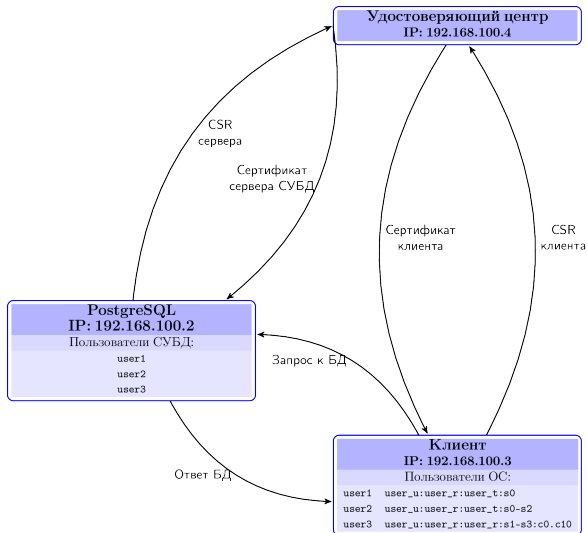 Удостоверяющий центр
IP: 192.168.100.4
CSR
сервера
Сертификат
сервера СУБД
Сертификат
клиента
CSR
клиента
PostgreSQL
IP: 192.168.100.2
Пользователи СУБД:
user1
user2
user3
Запрос к БД
Ответ БД
Клиент
IP: 192.168.100.3
Пользователи ОС:
user1 user_u:user_r:user_t:s0
user2 user_u:user_r:user_t:s0-s2
user3 user_u:user_r:user_r:s1-s3:c0.c10